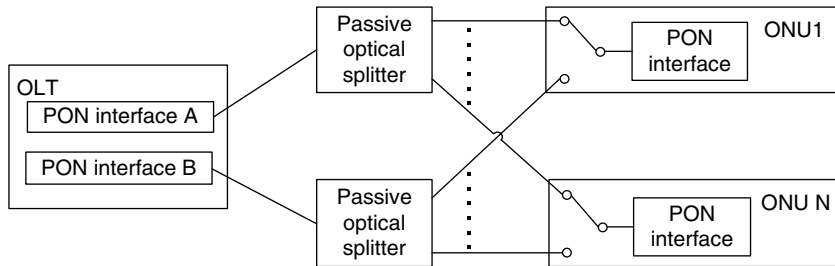 OLT
PON interface A
PON interface B
Passive
optical
splitter
Passive
optical
splitter
ONU1
PON
interface
ONU N
PON
interface